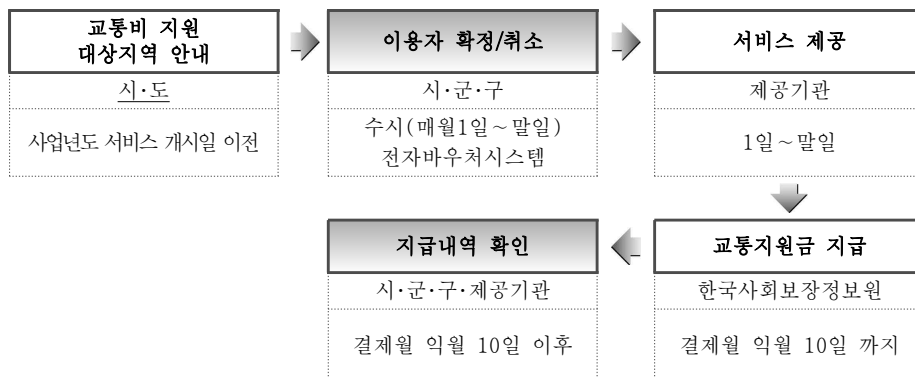 교통비 지원
대상지역 안내
시·도
사업년도 서비스 개시일 이전
이용자 확정/취소
시·군·구
수시(매월1일~말일)
전자바우처시스템
서비스 제공
제공기관
1일~말일
교통지원금 지급
한국사회보장정보원
결제월 익월 10일 까지
지급내역 확인
시·군·구·제공기관
결제월 익월 10일 이후